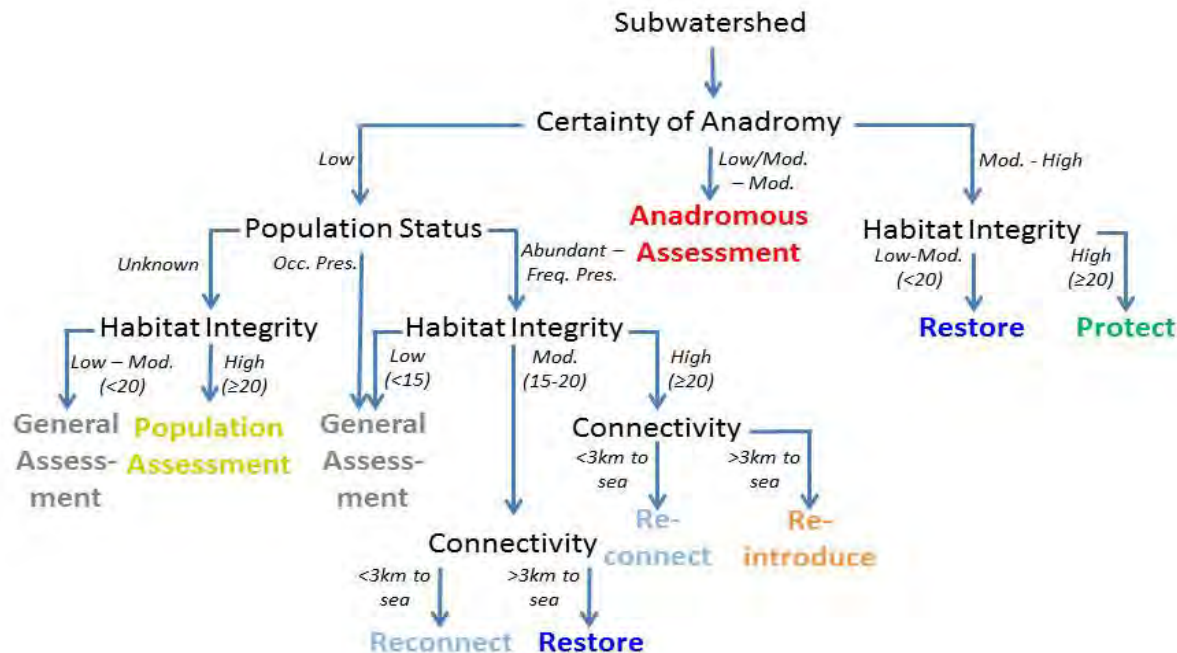 Subwatershed
Certainty of Anadromy
Low
Low/Mod.
– Mod.
Mod. - High
Anadromous
Assessment
Population Status
Habitat Integrity
Unknown
Occ. Pres.
Abundant –
Freq. Pres.
Low-Mod.
(<20)
High
(≥20)
Restore
Protect
Habitat Integrity
Habitat Integrity
Low – Mod.
(<20)
High
(≥20)
Low
(<15)
Mod.
(15-20)
High
(≥20)
General
Assess-
ment
Population
Assessment
General
Assess-
ment
Connectivity
<3km to
sea
>3km to
sea
Re-
connect
Re-
introduce
Connectivity
<3km to
sea
>3km to
sea
Reconnect
Restore